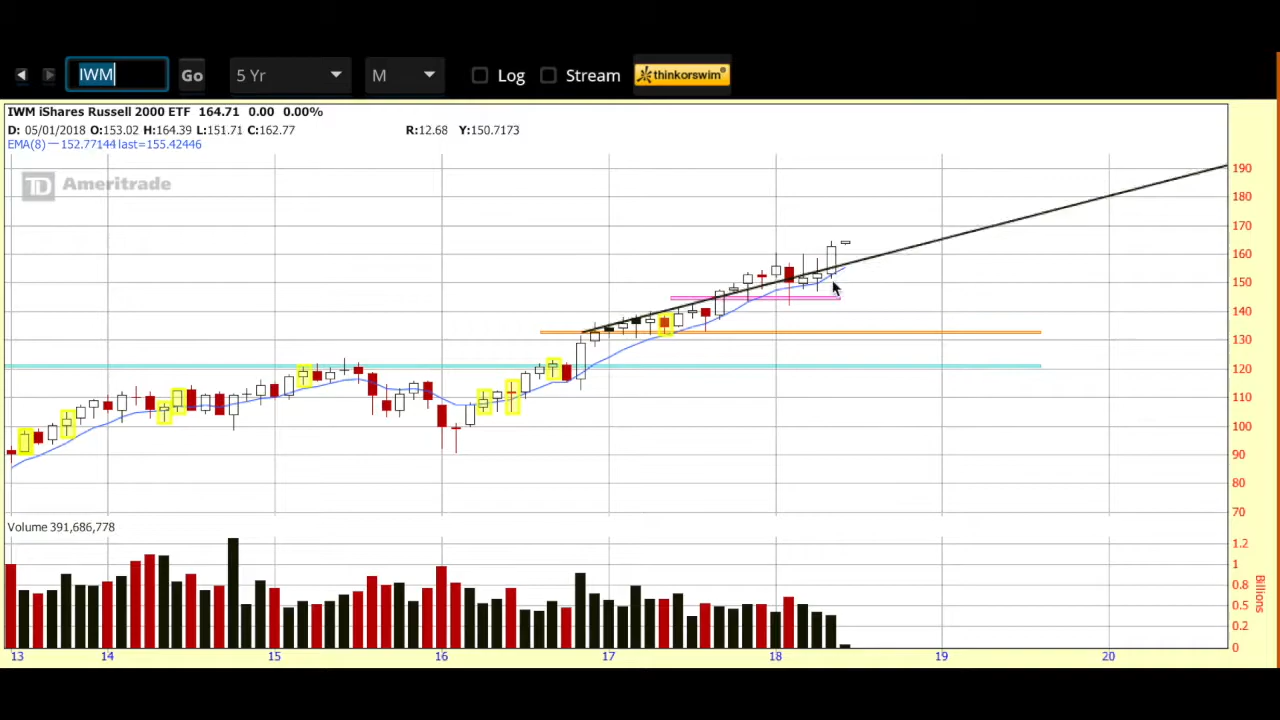 IWM Go 5 Yr M Log Stream thinkorswim®
IWM iShares Russell 2000 ETF 164.71 0.00 0.00%
D: 05/01/2018 O:153.02 H:164.39 L:151.71 C:162.77 R:12.68 Y:150.7173
EMA(8) — 152.77144 last=155.42446
TD Ameritrade
190
180
170
160
150
140
130
120
110
100
90
80
70
Volume 391,686,778
1.2
1
0.8
0.5
0.2
0
Billions
13 14 15 16 17 18 19 20